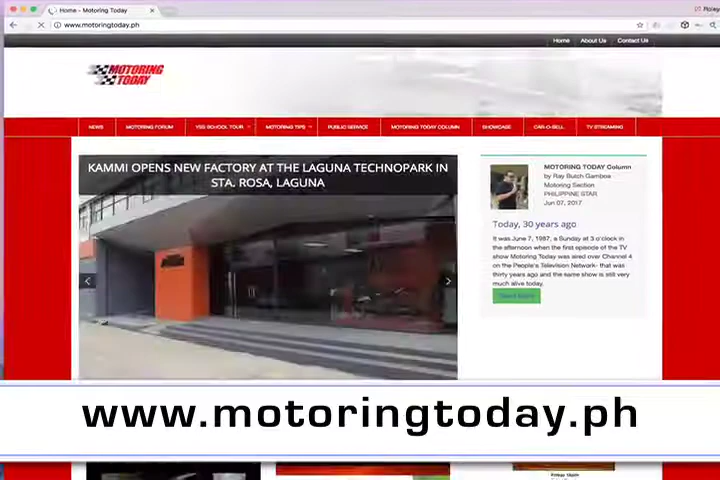 Home - Motoring Today
www.motoringtoday.ph
Home About Us Contact Us
MOTORING
TODAY
NEWS MOTORING FORUM YSS SCHOOL TOUR MOTORING TIPS PUBLIC SERVICE MOTORING TODAY COLUMN SHOWCASE CAR-O-SELL TV STREAMING
KAMMI OPENS NEW FACTORY AT THE LAGUNA TECHNOPARK IN
STA. ROSA, LAGUNA
MOTORING TODAY Column
by Ray Butch Gamboa
Motoring Section
PHILIPPINE STAR
Jun 07, 2017
Today, 30 years ago
It was June 7, 1987, a Sunday at 3 o'clock in
the afternoon when the first episode of the TV
show Motoring Today was aired over Channel 4
on the People's Television Network- that was
thirty years ago and the same show is still very
much alive today.
Read More
www.motoringtoday.ph